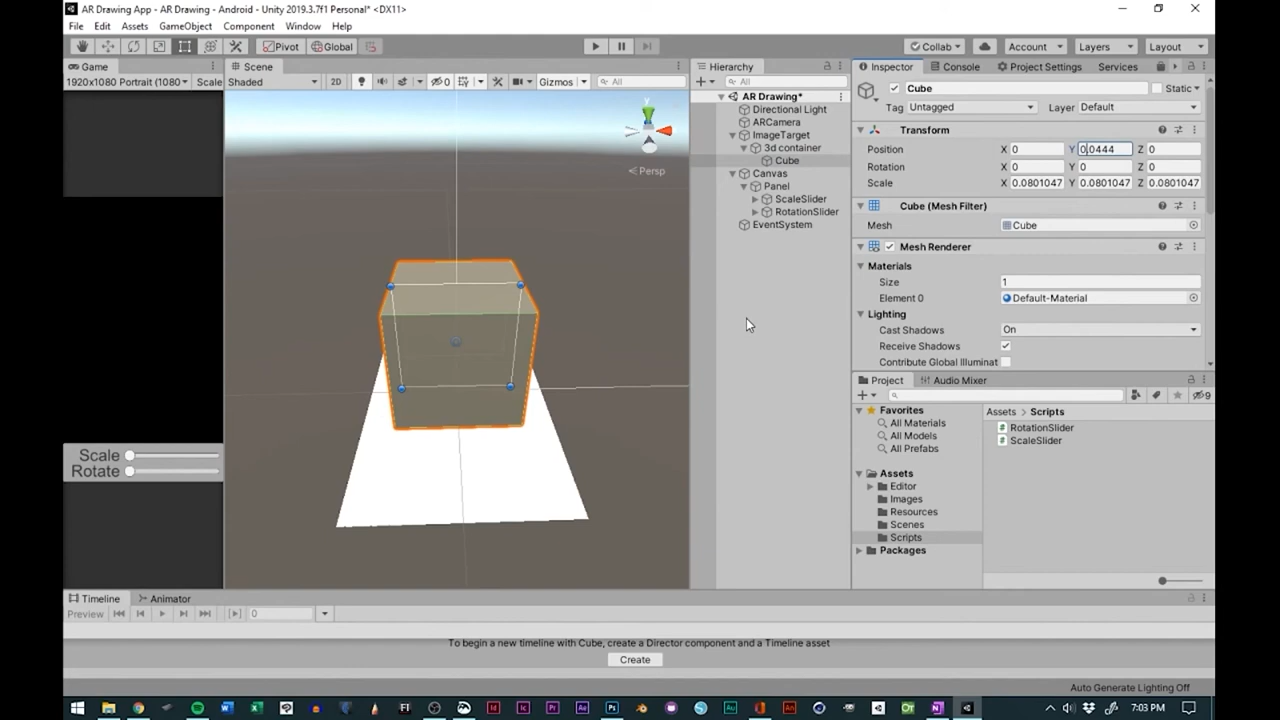 AR Drawing App - AR Drawing - Android - Unity 2019.3.7f1 Personal* <DX11>
File Edit Assets GameObject Component Window Help
Pivot Global Collab Account Layers Layout
Game Scene Hierarchy Inspector Console Project Settings Services
1920x1080 Portrait (1080 Scale Shaded 2D 0 Gizmos All All
Cube Static
Tag Untagged Layer Default
AR Drawing*
Directional Light
ARCamera
ImageTarget
3d container
Cube
Canvas
Panel
ScaleSlider
RotationSlider
EventSystem
y
Persp
Transform
Position X 0 Y 0.0444 Z 0
Rotation X 0 Y 0 Z 0
Scale X 0.0801047 Y 0.0801047 Z 0.0801047
Cube (Mesh Filter)
Mesh Cube
Mesh Renderer
Materials
Size 1
Element 0 Default-Material
Lighting
Cast Shadows On
Receive Shadows
Contribute Global Illuminat
Project Audio Mixer
9
Favorites
All Materials
All Models
All Prefabs
Assets
Editor
Images
Resources
Scenes
Scripts
Packages
Assets > Scripts
RotationSlider
ScaleSlider
Scale
Rotate
Timeline Animator
Preview 0
To begin a new timeline with Cube, create a Director component and a Timeline asset
Create
Auto Generate Lighting Off
7:03 PM